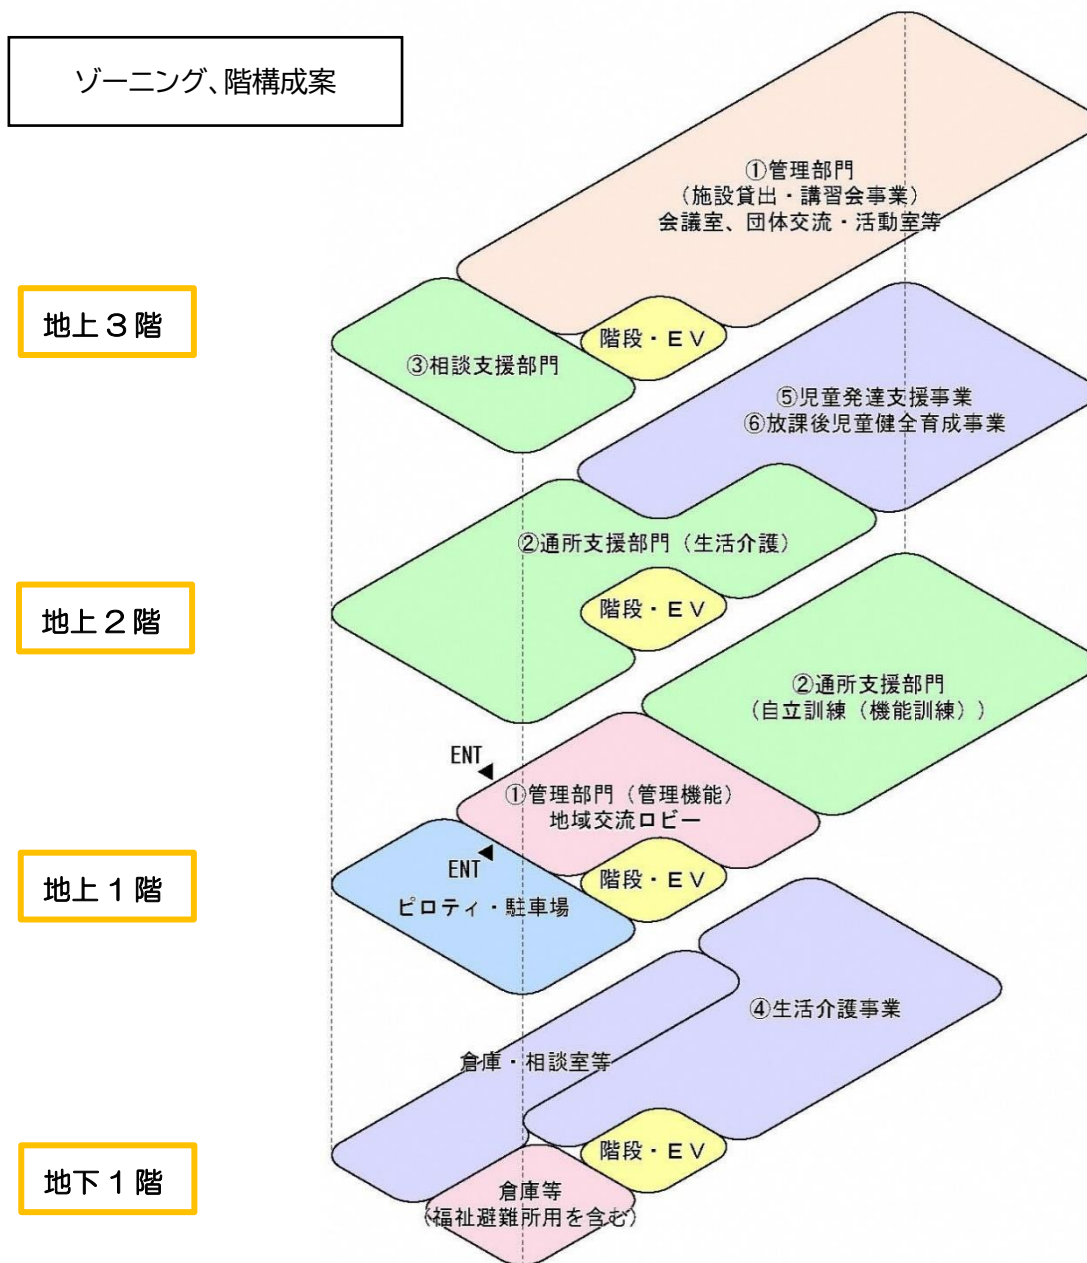 ゾーニング、階構成案
①管理部門
(施設貸出・講習会事業)
会議室、団体交流・活動室等
地上3階
階段・EV
③相談支援部門
⑤児童発達支援事業
⑥放課後児童健全育成事業
②通所支援部門(生活介護)
地上2階
階段・EV
②通所支援部門
(自立訓練(機能訓練))
ENT
①管理部門(管理機能)
地域交流ロビー
ENT
地上1階
階段・EV
ピロティ・駐車場
④生活介護事業
倉庫・相談室等
地下1階
階段・EV
倉庫等
(福祉避難所用を含む)